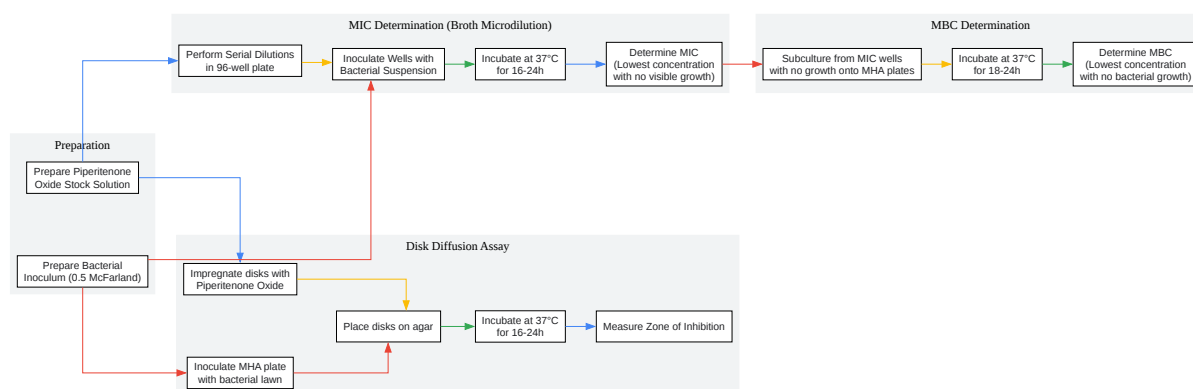 MIC Determination (Broth Microdilution)
Perform Serial Dilutions
in 96-well plate
Inoculate Wells with
Bacterial Suspension
Incubate at 37°C
for 16-24h
Determine MIC
(Lowest concentration
with no visible growth)
MBC Determination
Subculture from MIC wells
with no growth onto MHA plates
Incubate at 37°C
for 18-24h
Determine MBC
(Lowest concentration
with no bacterial growth)
Preparation
Prepare Piperitenone
Oxide Stock Solution
Prepare Bacterial
Inoculum (0.5 McFarland)
Disk Diffusion Assay
Impregnate disks with
Piperitenone Oxide
Place disks on agar
Incubate at 37°C
for 16-24h
Measure Zone of Inhibition
Inoculate MHA plate
with bacterial lawn